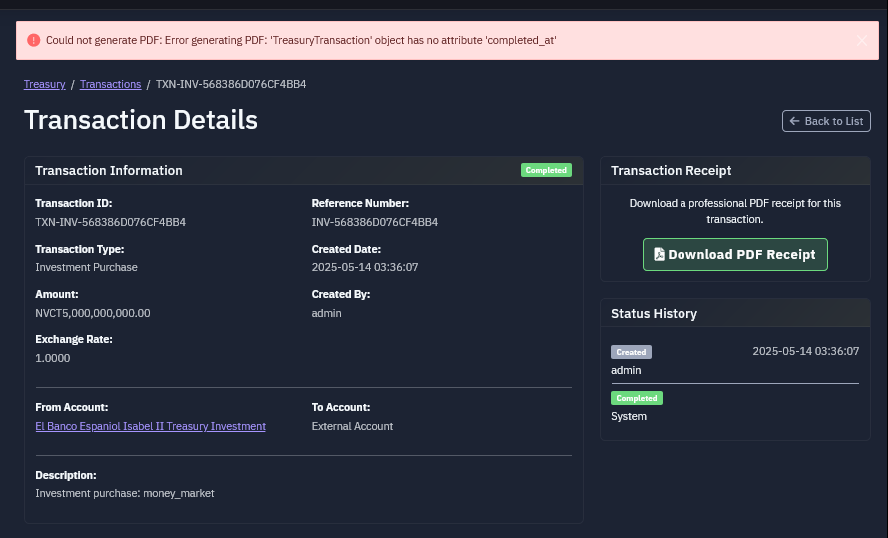 Could not generate PDF: Error generating PDF: 'TreasuryTransaction' object has no attribute 'completed_at'
Treasury / Transactions / TXN-INV-568386D076CF4BB4
Transaction Details
Back to List
Transaction Information
Completed
Transaction ID:
TXN-INV-568386D076CF4BB4
Reference Number:
INV-568386D076CF4BB4
Transaction Type:
Investment Purchase
Created Date:
2025-05-14 03:36:07
Amount:
NVCT5,000,000,000.00
Created By:
admin
Exchange Rate:
1.0000
From Account:
El Banco Espaniol Isabel II Treasury Investment
To Account:
External Account
Description:
Investment purchase: money_market
Transaction Receipt
Download a professional PDF receipt for this
transaction.
Download PDF Receipt
Status History
Created
2025-05-14 03:36:07
admin
Completed
System